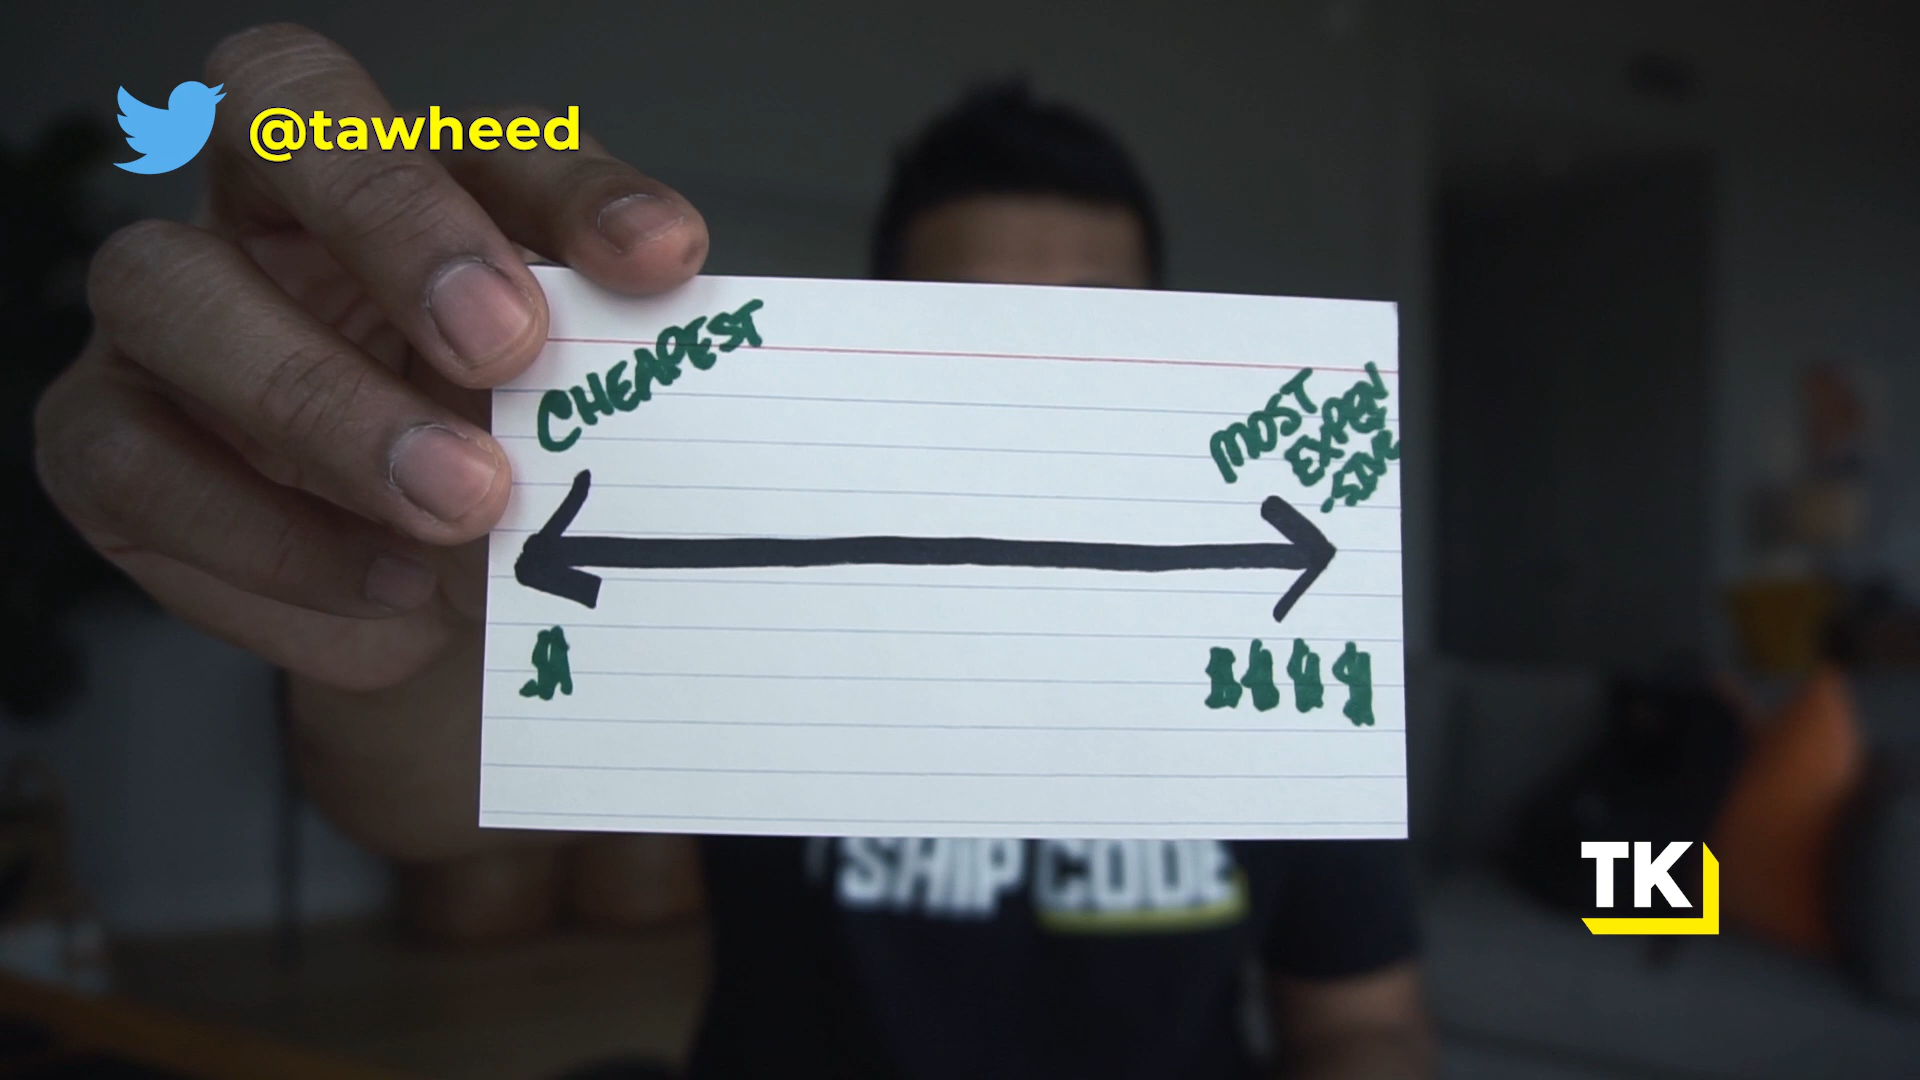 @tawheed
CHEAPEST
MOST
EXPEN
-SIVE
$
$$$$
SHIP CODE
TK